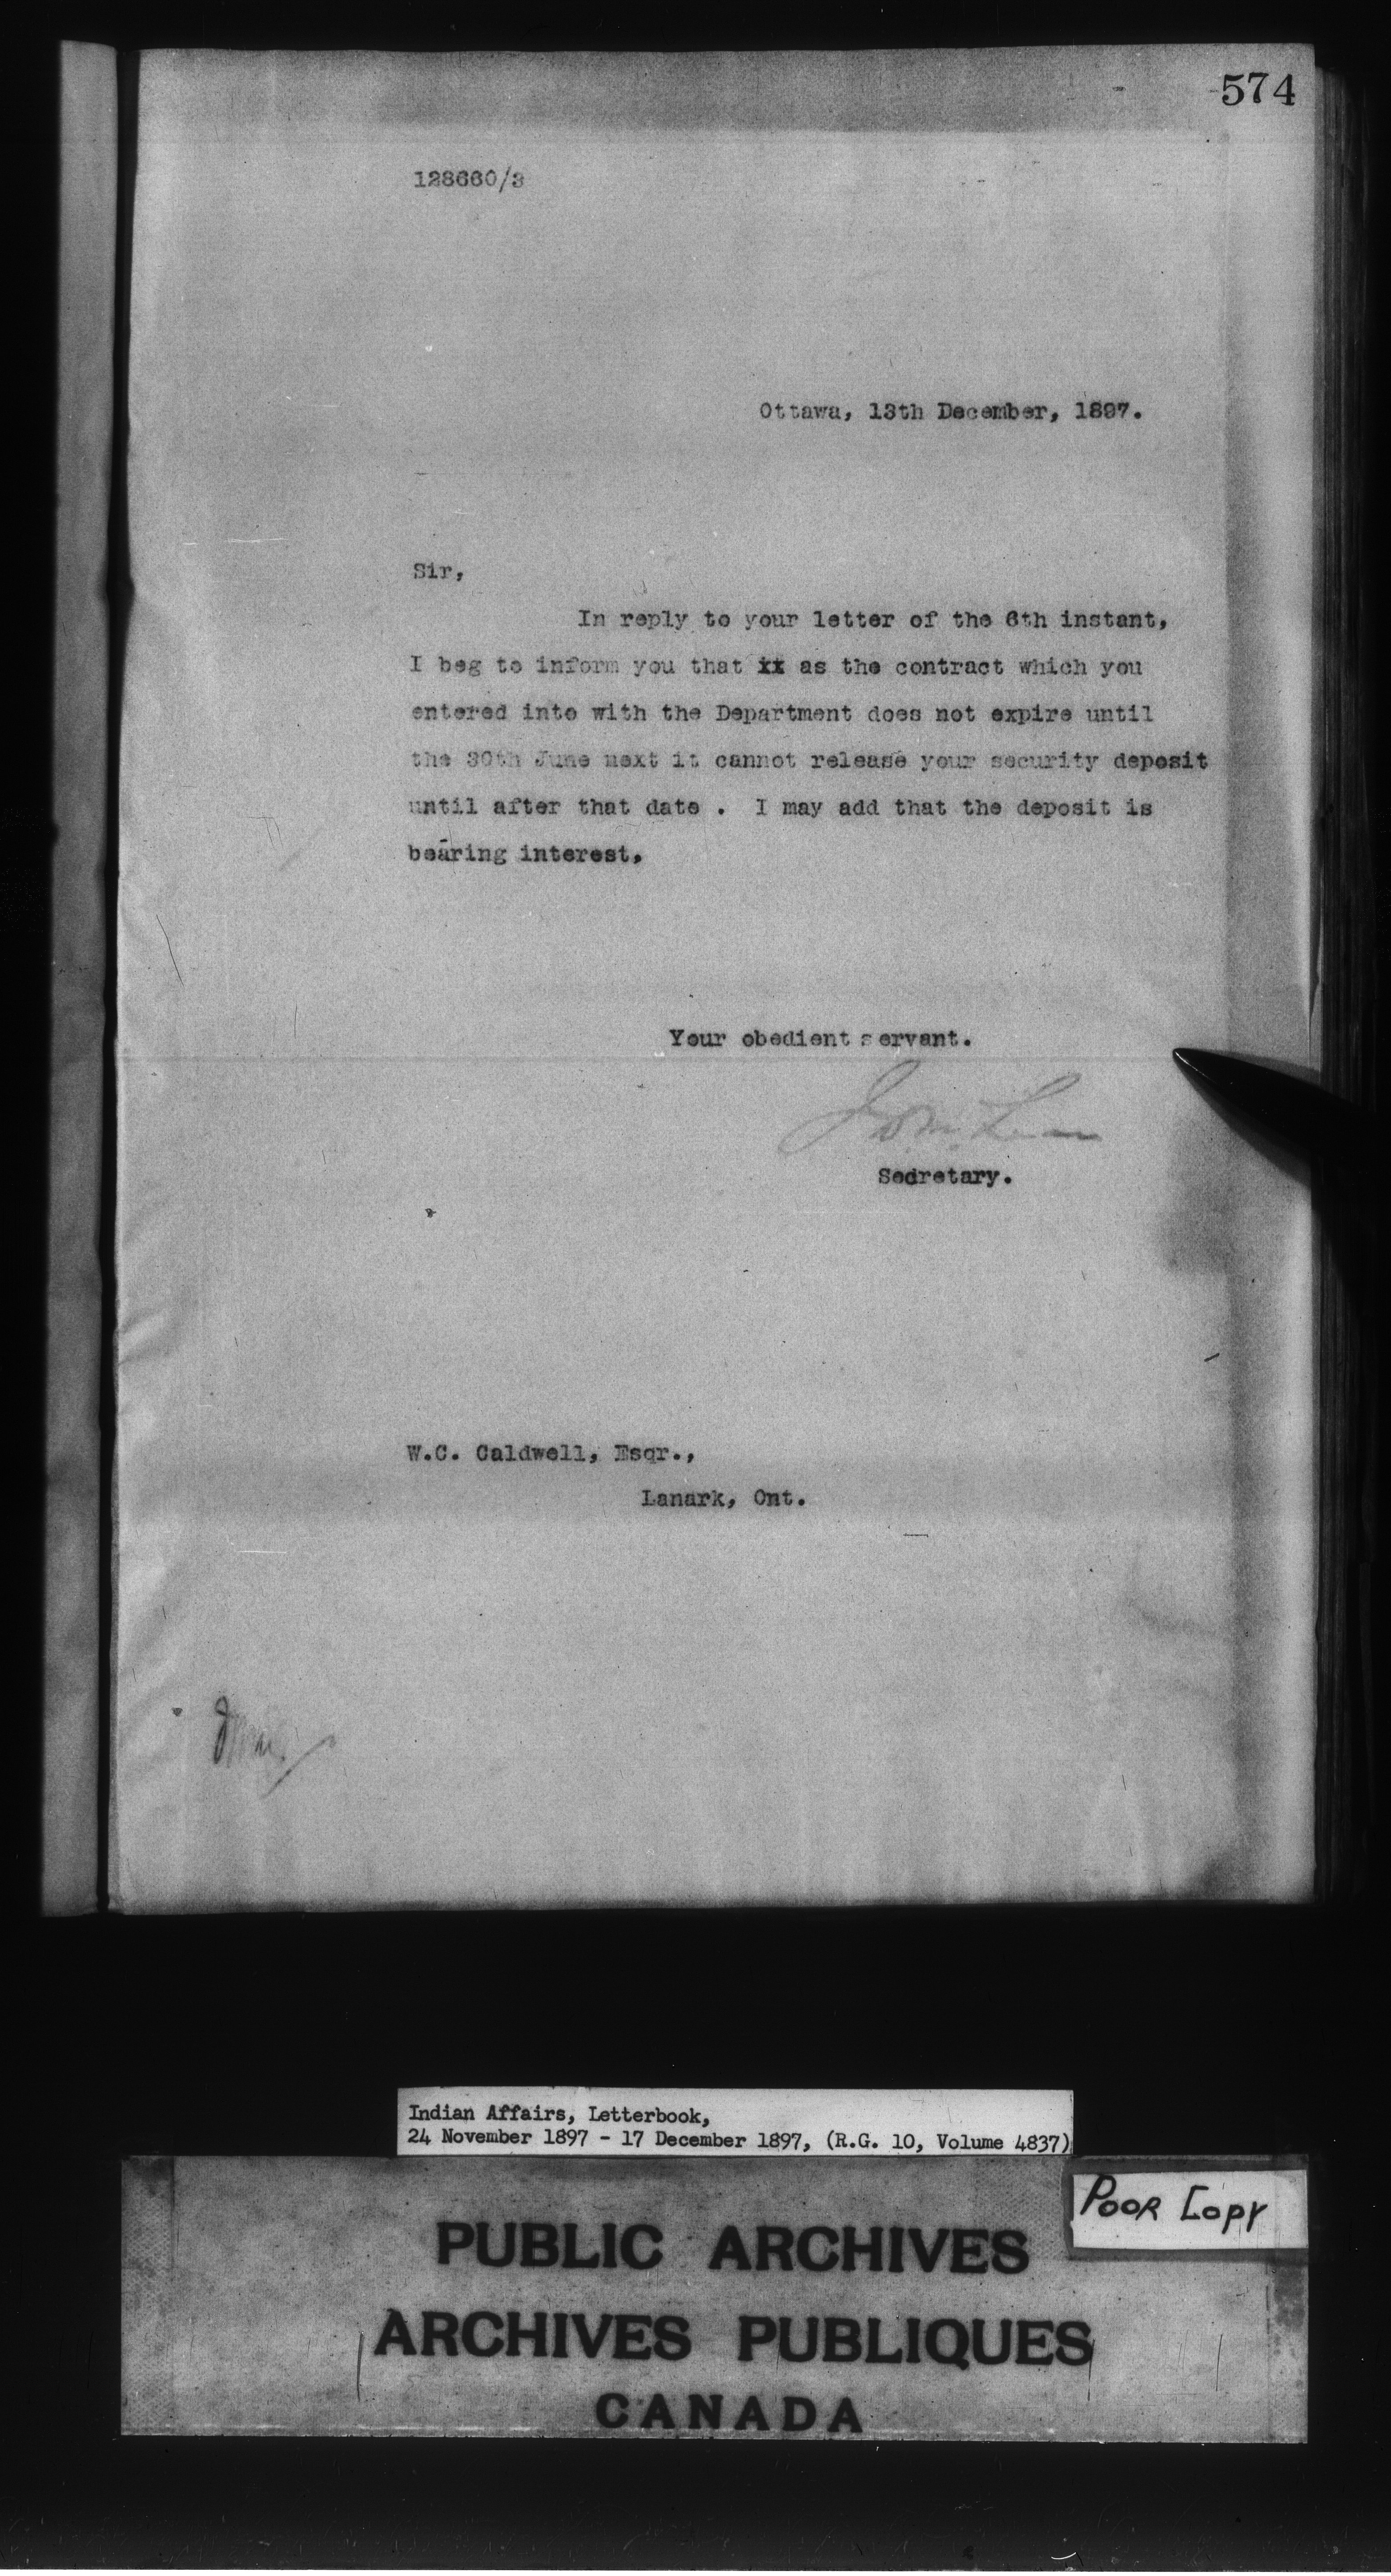 574
128660/3
Ottawa, 13th December, 1897.
Sir,
In reply to your letter of the 6th instant,
I beg to inform you that xx as the contract which you
entered into with the Department does not expire until
the 30th June next it cannot release your security deposit
until after that date . I may add that the deposit is
bearing interest.
Your obedient servant.
Sedretary.
W.C. Caldwell, Esqr.,
Lanark, Ont.
Indian Affairs, Letterbook,
24 November 1897 - 17 December 1897, (R.G. 10, Volume 4837)
POOR COPY
PUBLIC ARCHIVES
ARCHIVES PUBLIQUES
CANADA